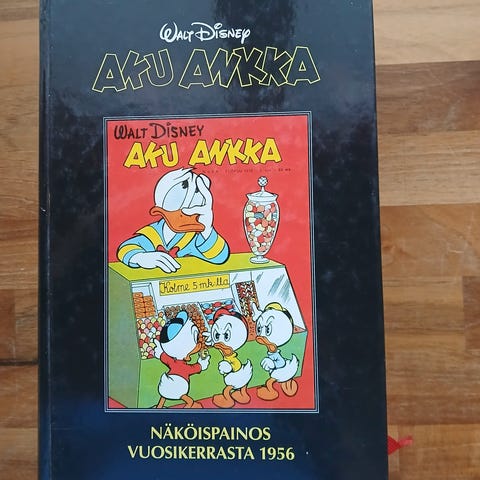 WALT DISNEY
AKU ANKKA
WALT DISNEY
AKU ANKKA
Kolme 5 mk:lla
NÄKÖISPAINOS
VUOSIKERRASTA 1956